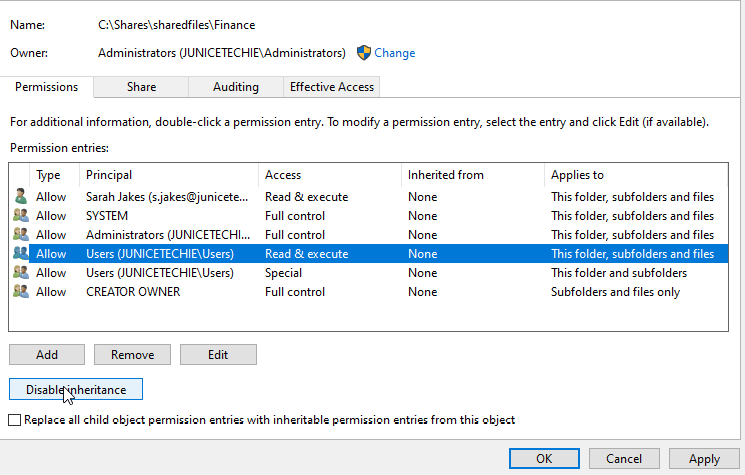 Name: C:\Shares\sharedfiles\Finance
Owner: Administrators (JUNICETECHIE\Administrators) Change
Permissions Share Auditing Effective Access
For additional information, double-click a permission entry. To modify a permission entry, select the entry and click Edit (if available).
Permission entries:
Type Principal Access Inherited from Applies to
Allow Sarah Jakes (s.jakes@junicete... Read & execute None This folder, subfolders and files
Allow SYSTEM Full control None This folder, subfolders and files
Allow Administrators (JUNICETECHI... Full control None This folder, subfolders and files
Allow Users (JUNICETECHIE\Users) Read & execute None This folder, subfolders and files
Allow Users (JUNICETECHIE\Users) Special None This folder and subfolders
Allow CREATOR OWNER Full control None Subfolders and files only
Add Remove Edit
Disable inheritance
Replace all child object permission entries with inheritable permission entries from this object
OK Cancel Apply